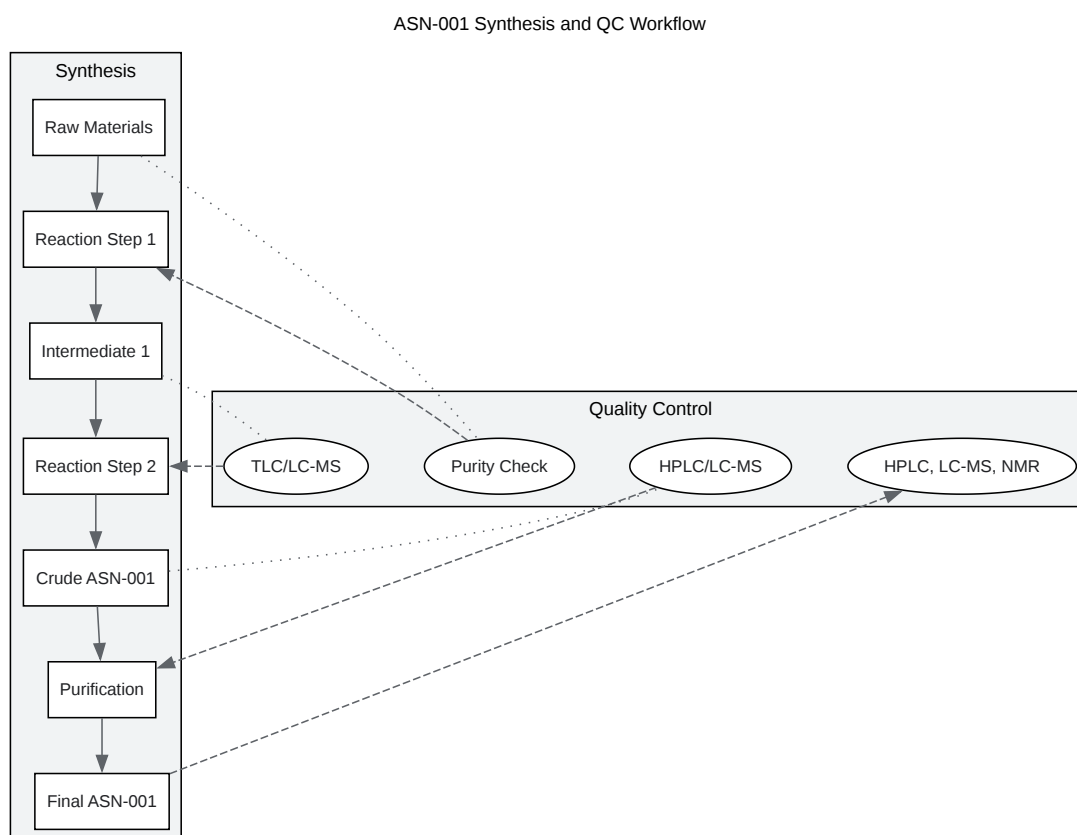 ASN-001 Synthesis and QC Workflow
Synthesis
Raw Materials
Reaction Step 1
Intermediate 1
Reaction Step 2
Crude ASN-001
Purification
Final ASN-001
Quality Control
TLC/LC-MS
Purity Check
HPLC/LC-MS
HPLC, LC-MS, NMR